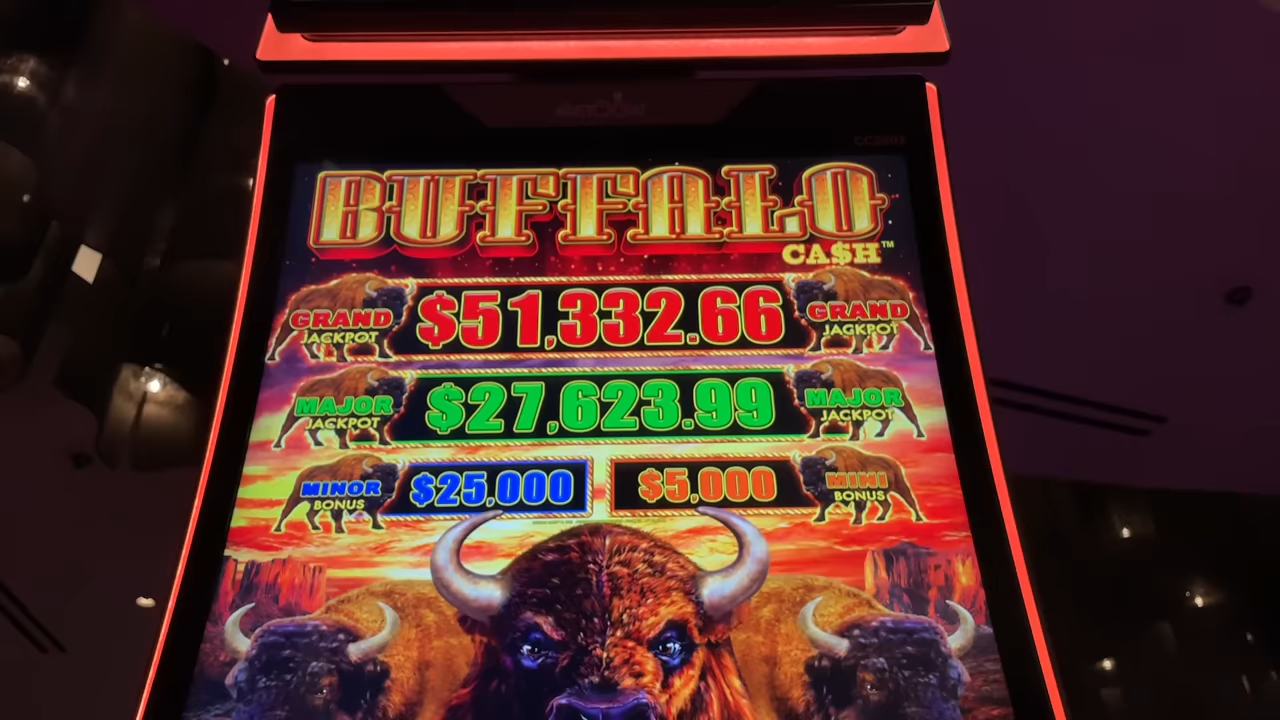 BUFFALO
CA$H™
GRAND JACKPOT $51,332.66 GRAND JACKPOT
MAJOR JACKPOT $27,623.99 MAJOR JACKPOT
MINOR BONUS $25,000 $5,000 MINI BONUS